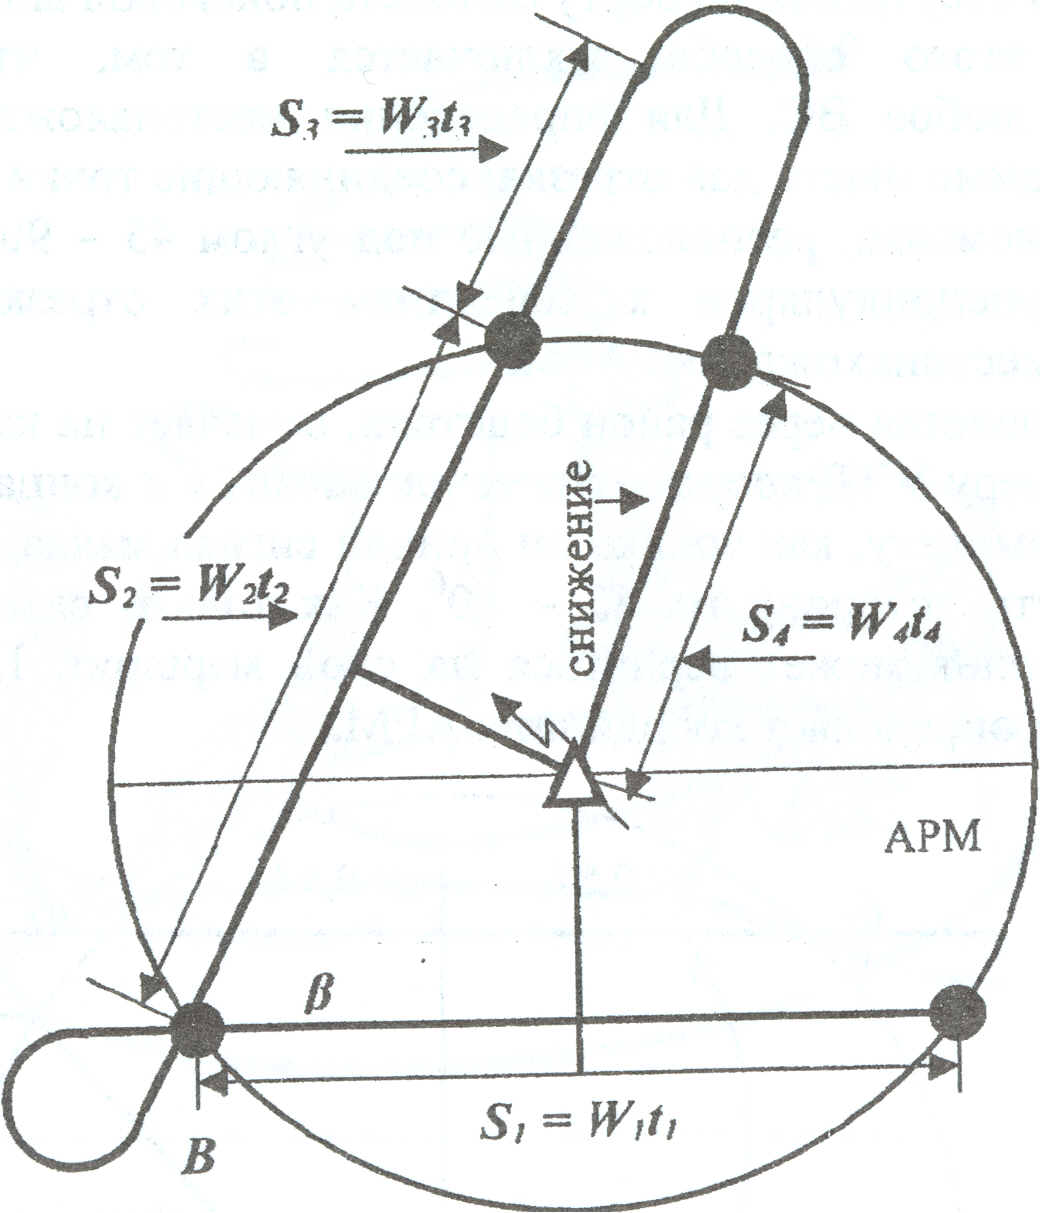 S₃ = W₃t₃
снижение
S₂ = W₂t₂
S₄ = W₄t₄
АРМ
β
S₁ = W₁t₁
B